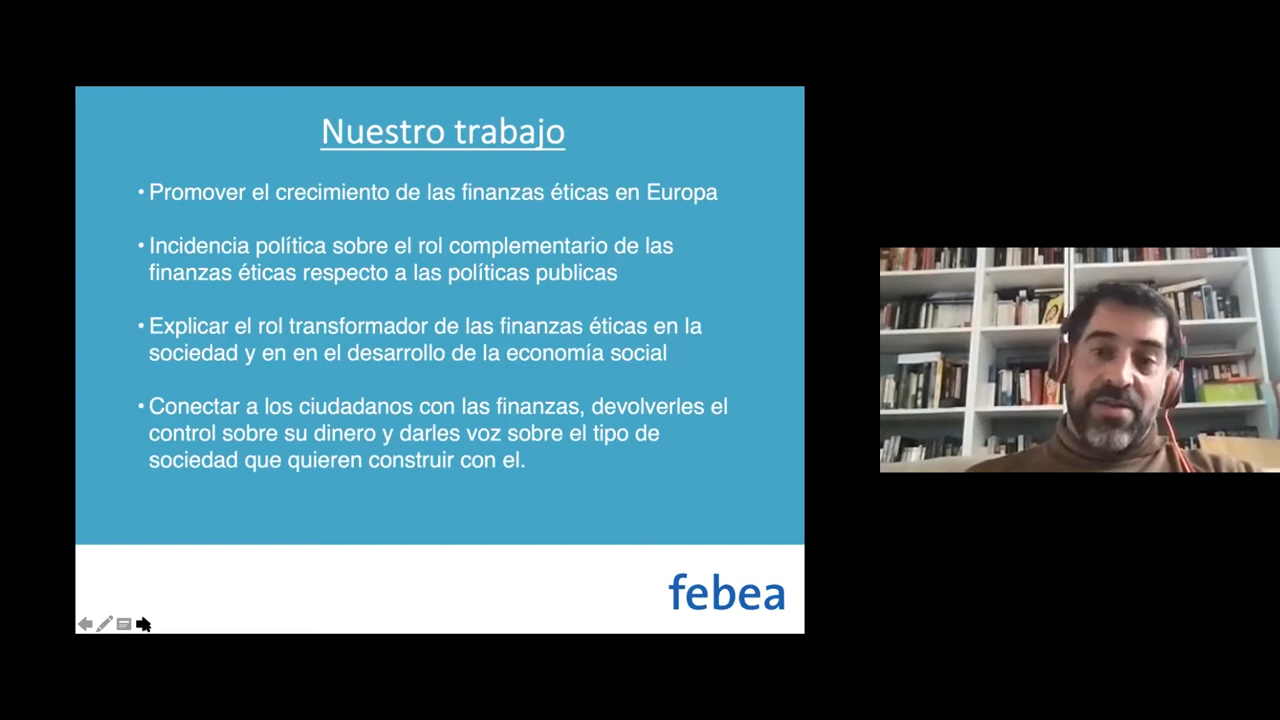 Nuestro trabajo
• Promover el crecimiento de las finanzas éticas en Europa
• Incidencia política sobre el rol complementario de las
finanzas éticas respecto a las políticas publicas
• Explicar el rol transformador de las finanzas éticas en la
sociedad y en en el desarrollo de la economía social
• Conectar a los ciudadanos con las finanzas, devolverles el
control sobre su dinero y darles voz sobre el tipo de
sociedad que quieren construir con el.
febea